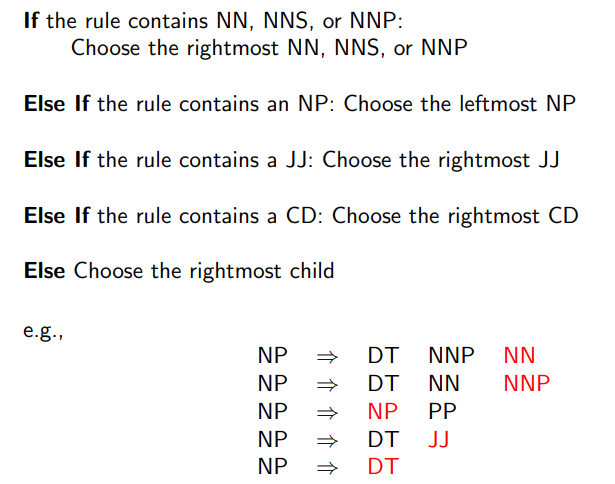 If the rule contains NN, NNS, or NNP:
Choose the rightmost NN, NNS, or NNP
Else If the rule contains an NP: Choose the leftmost NP
Else If the rule contains a JJ: Choose the rightmost JJ
Else If the rule contains a CD: Choose the rightmost CD
Else Choose the rightmost child
e.g.,
NP ⇒ DT NNP NN
NP ⇒ DT NN NNP
NP ⇒ NP PP
NP ⇒ DT JJ
NP ⇒ DT